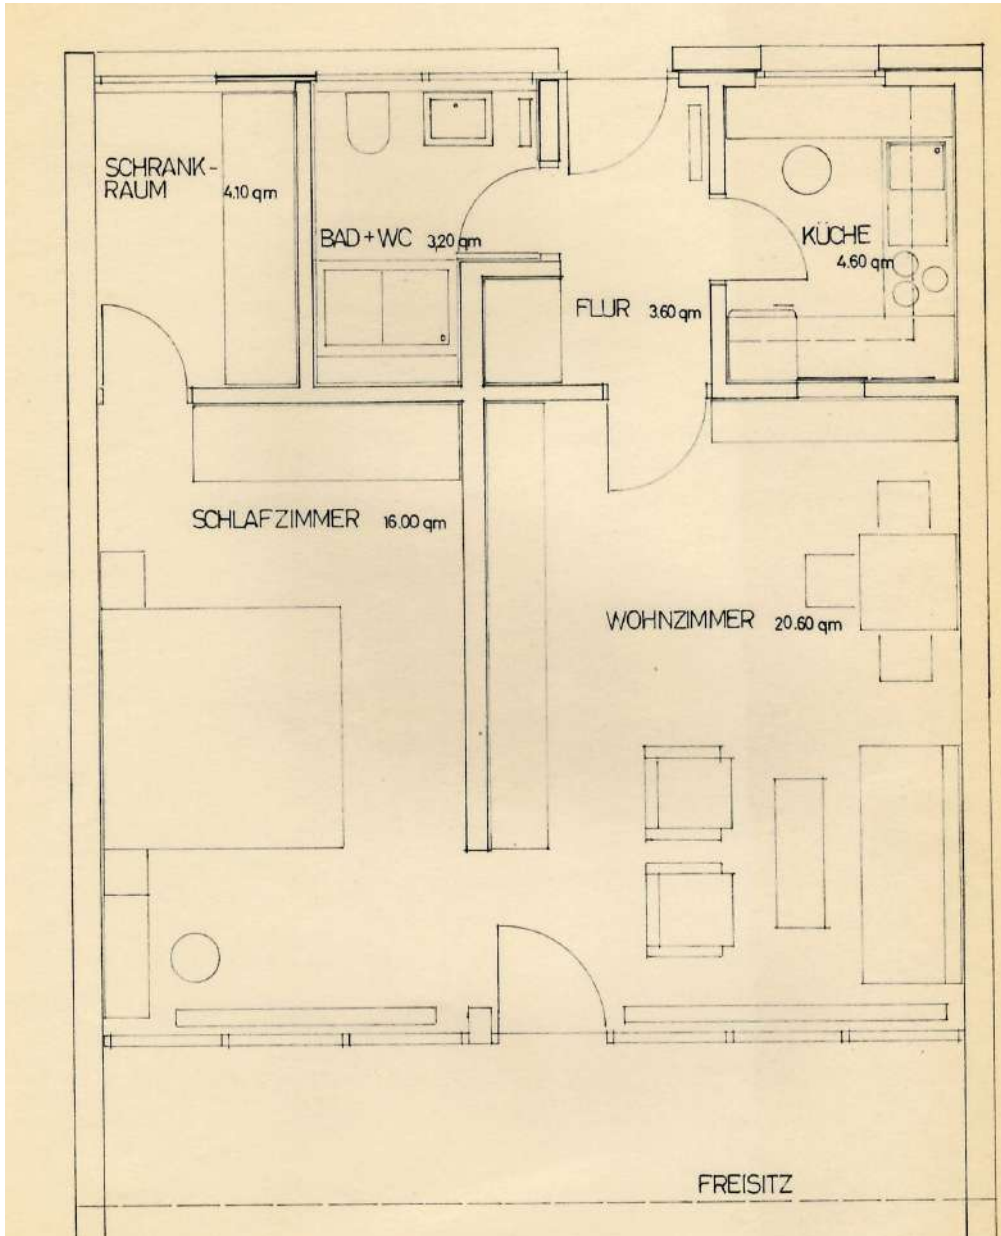 SCHRANK-
RAUM 4.10 qm
BAD+WC 3,20 qm
KÜCHE
4.60 qm
FLUR 3.60 qm
SCHLAFZIMMER 16.00 qm
WOHNZIMMER 20.60 qm
FREISITZ